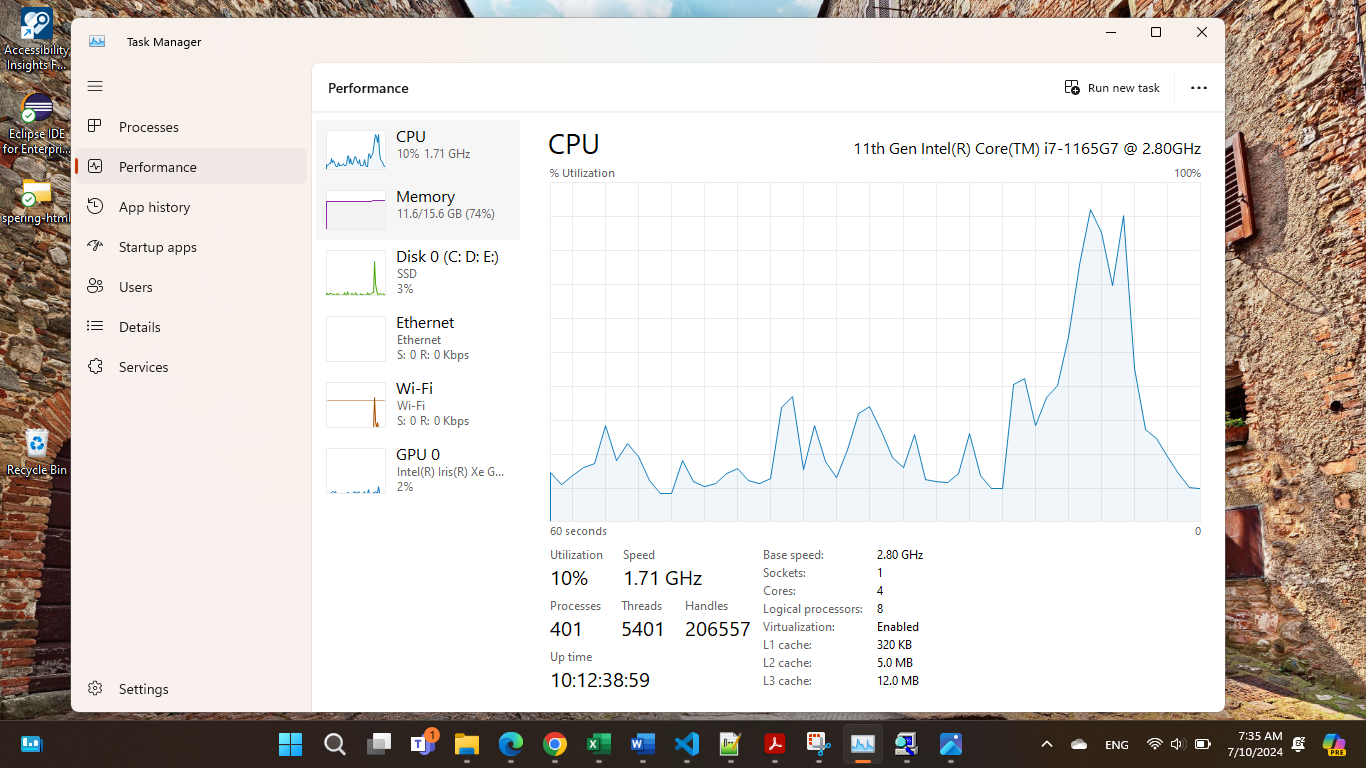 Accessibility
Insights F...
Eclipse IDE
for Enterpri...
spering-html
Recycle Bin
Task Manager
Processes
Performance
App history
Startup apps
Users
Details
Services
Settings
Performance
Run new task
CPU
10% 1.71 GHz
Memory
11.6/15.6 GB (74%)
Disk 0 (C: D: E:)
SSD
3%
Ethernet
Ethernet
S: 0 R: 0 Kbps
Wi-Fi
Wi-Fi
S: 0 R: 0 Kbps
GPU 0
Intel(R) Iris(R) Xe G...
2%
CPU
11th Gen Intel(R) Core(TM) i7-1165G7 @ 2.80GHz
% Utilization
100%
60 seconds
0
Utilization
Speed
10%
1.71 GHz
Processes
Threads
Handles
401
5401
206557
Up time
10:12:38:59
Base speed:
2.80 GHz
Sockets:
1
Cores:
4
Logical processors:
8
Virtualization:
Enabled
L1 cache:
320 KB
L2 cache:
5.0 MB
L3 cache:
12.0 MB
1
ENG
7:35 AM
7/10/2024
PRE